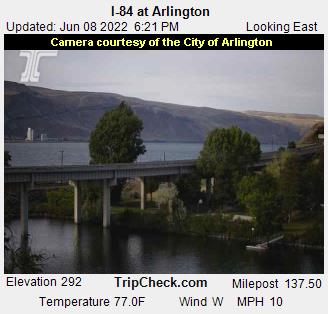 I-84 at Arlington
Updated: Jun 08 2022 6:21 PM Looking East
Camera courtesy of the City of Arlington
Elevation 292 TripCheck.com Milepost 137.50
Temperature 77.0F Wind W MPH 10